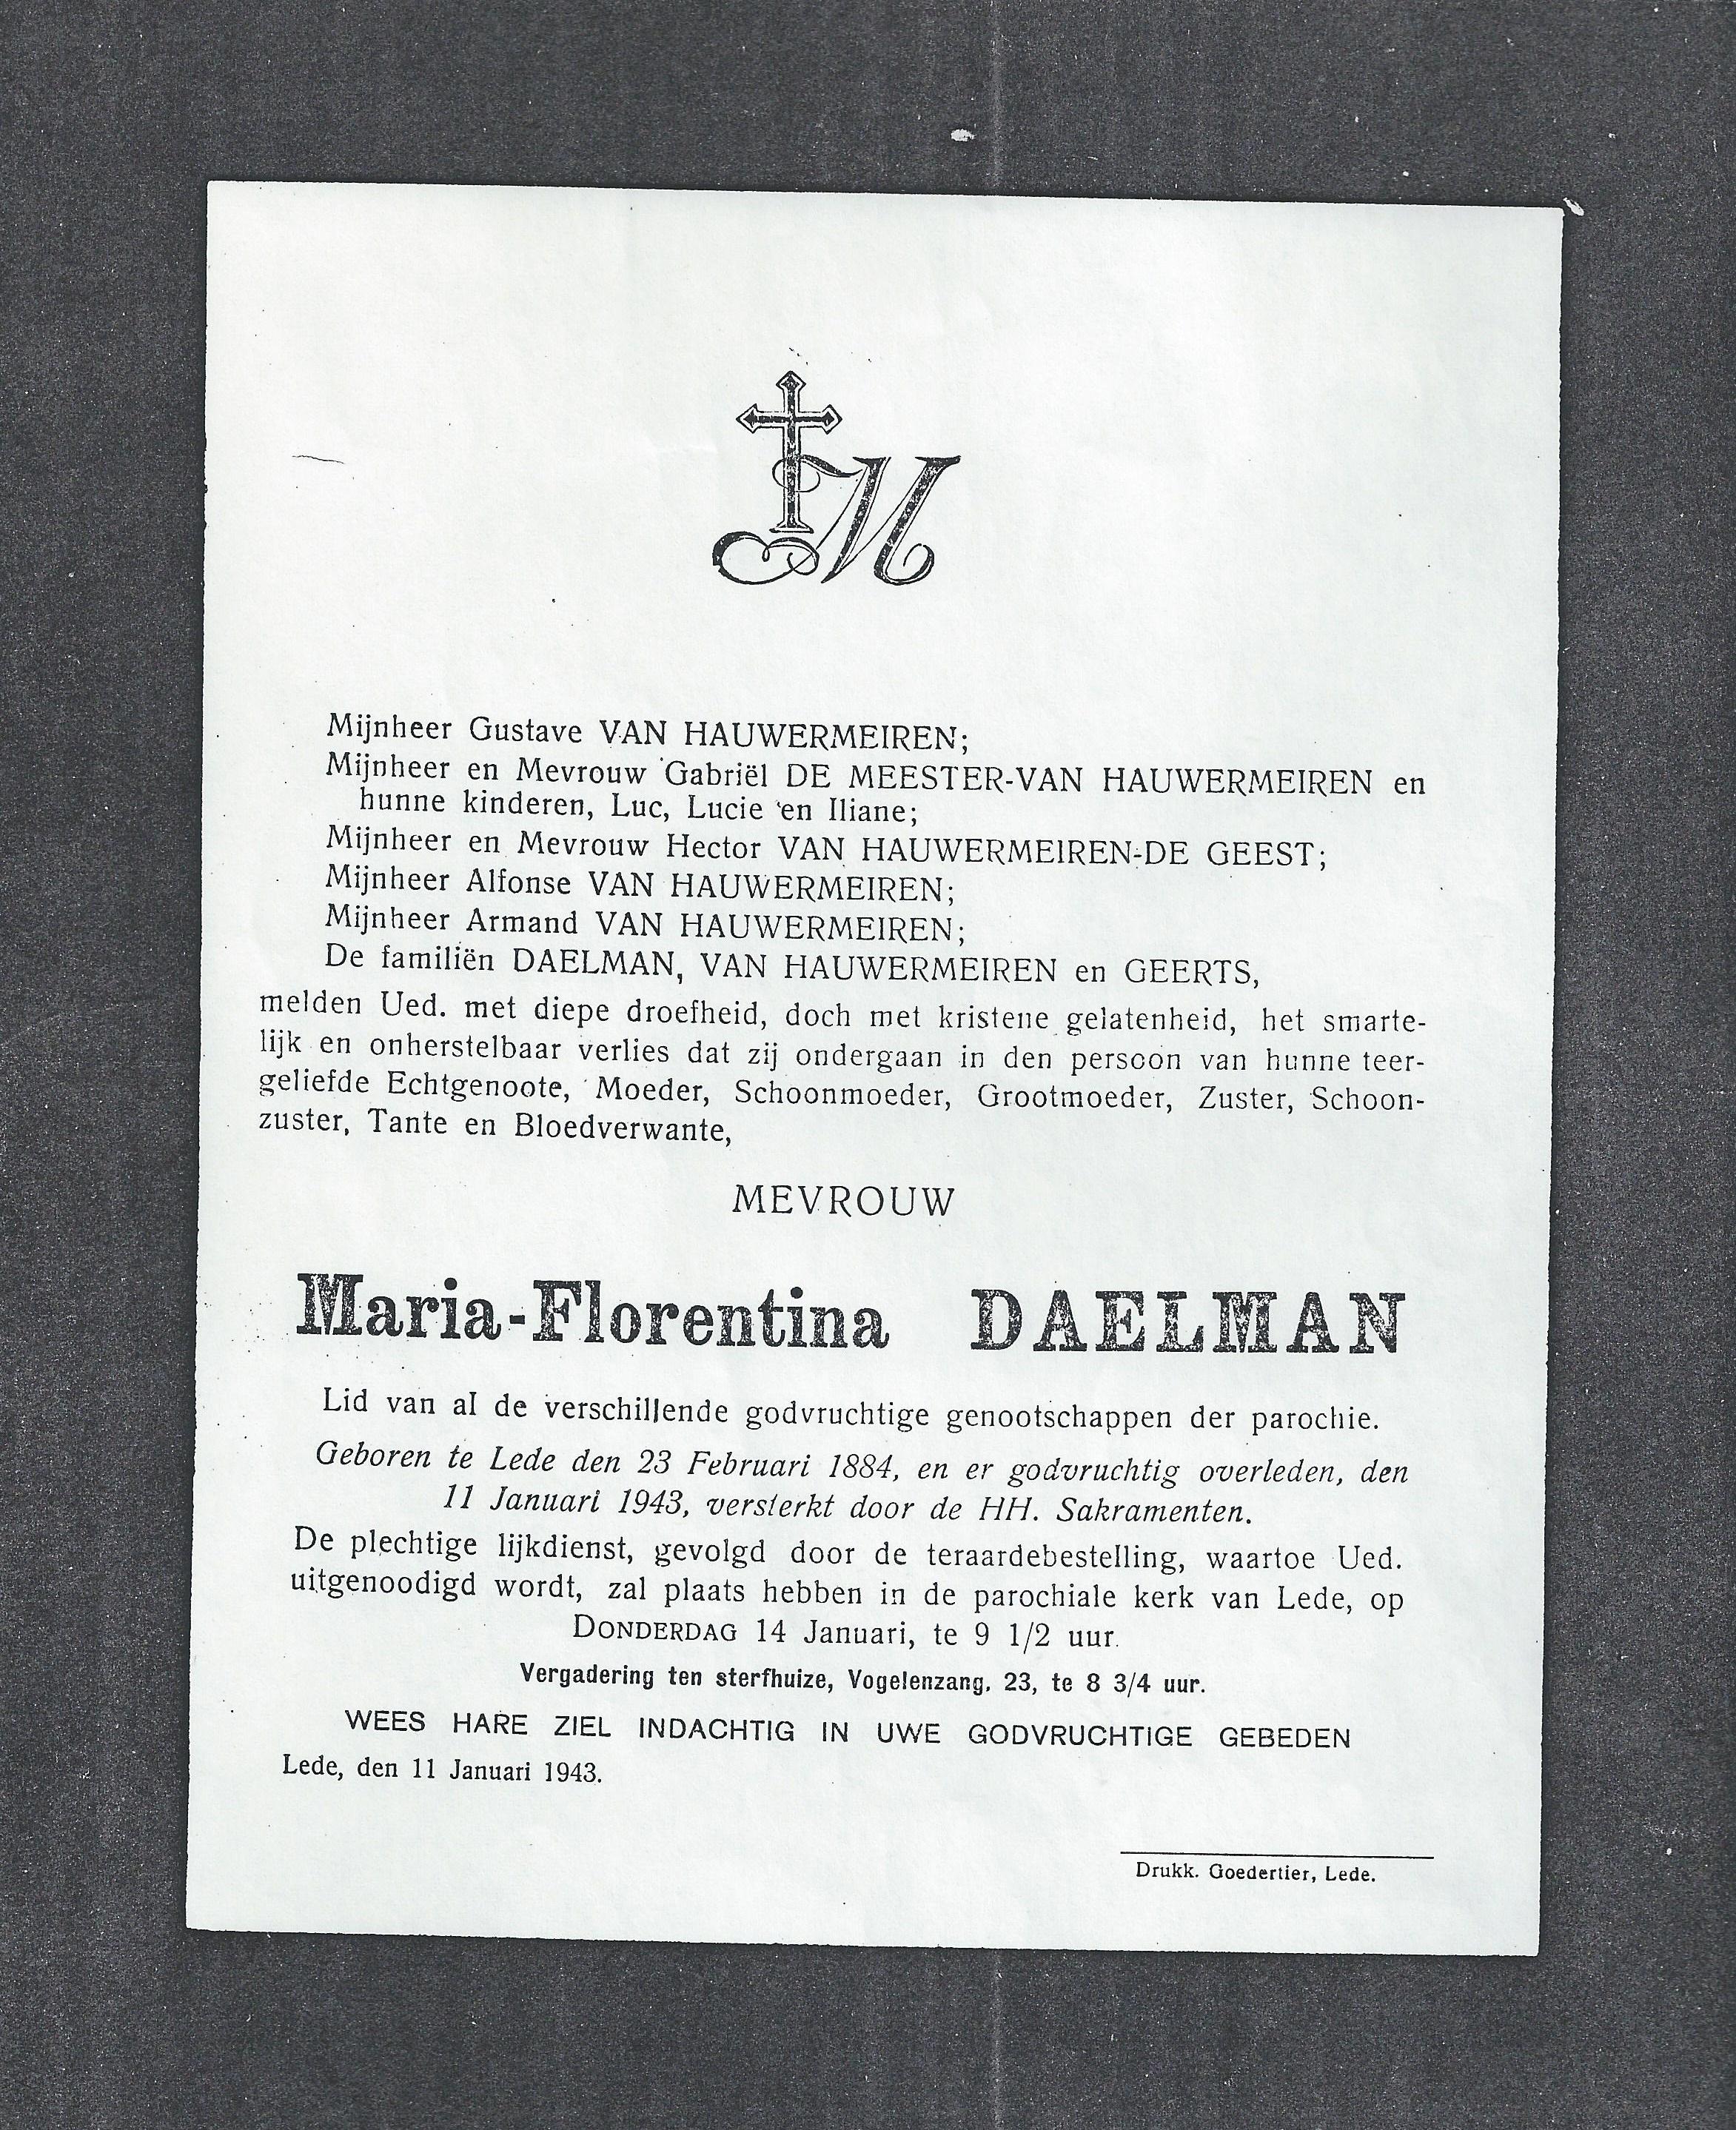 M
Mijnheer Gustave VAN HAUWERMEIREN;
Mijnheer en Mevrouw Gabriël DE MEESTER-VAN HAUWERMEIREN en
hunne kinderen, Luc, Lucie en Iliane;
Mijnheer en Mevrouw Hector VAN HAUWERMEIREN-DE GEEST;
Mijnheer Alfonse VAN HAUWERMEIREN;
Mijnheer Armand VAN HAUWERMEIREN;
De familiën DAELMAN, VAN HAUWERMEIREN en GEERTS,
melden Ued. met diepe droefheid, doch met kristene gelatenheid, het smarte-
lijk en onherstelbaar verlies dat zij ondergaan in den persoon van hunne teer-
geliefde Echtgenoote, Moeder, Schoonmoeder, Grootmoeder, Zuster, Schoon-
zuster, Tante en Bloedverwante,
MEVROUW
Maria-Florentina DAELMAN
Lid van al de verschillende godvruchtige genootschappen der parochie.
Geboren te Lede den 23 Februari 1884, en er godvruchtig overleden, den
11 Januari 1943, versterkt door de HH. Sakramenten.
De plechtige lijkdienst, gevolgd door de teraardebestelling, waartoe Ued.
uitgenoodigd wordt, zal plaats hebben in de parochiale kerk van Lede, op
DONDERDAG 14 Januari, te 9 1/2 uur.
Vergadering ten sterfhuize, Vogelenzang, 23, te 8 3/4 uur.
WEES HARE ZIEL INDACHTIG IN UWE GODVRUCHTIGE GEBEDEN
Lede, den 11 Januari 1943.
Drukk. Goedertier, Lede.